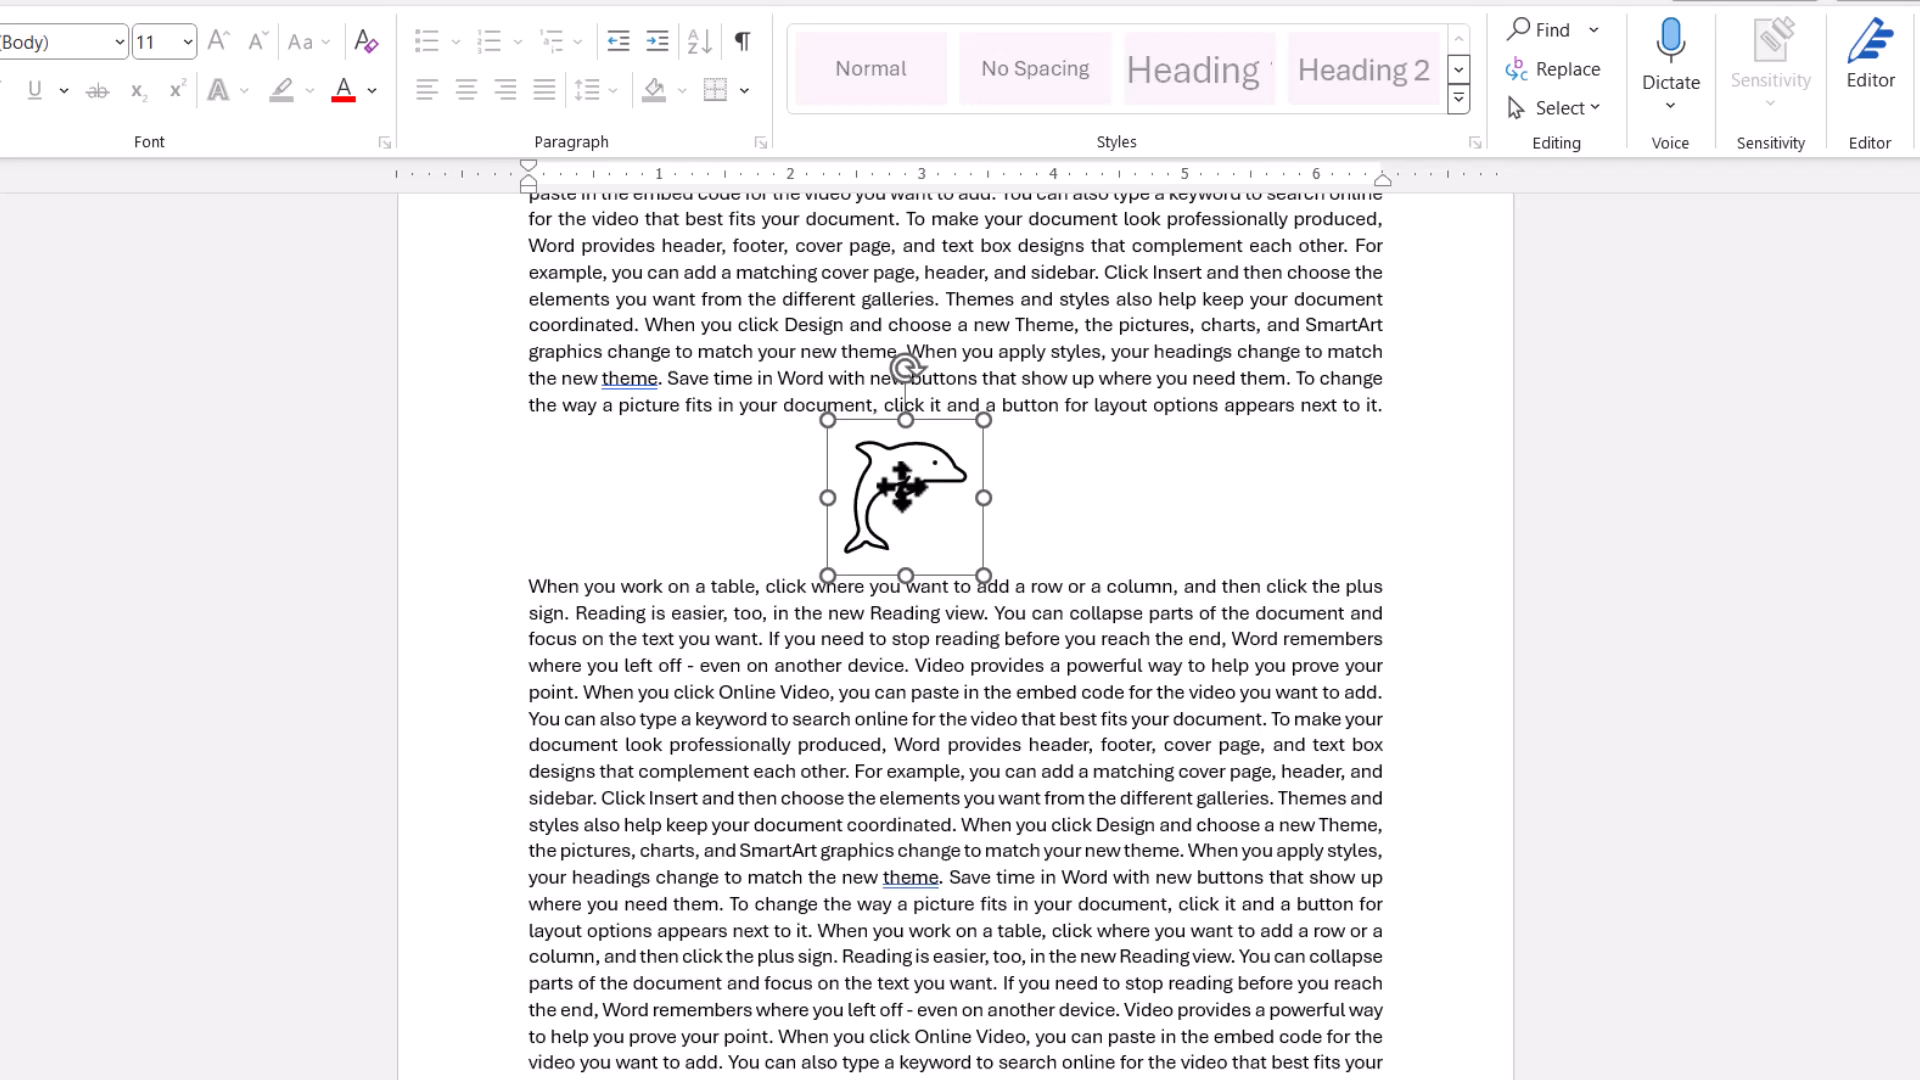 Body)
11
Aa
Normal
No Spacing
Heading
Heading 2
Find
Replace
Select
Dictate
Sensitivity
Editor
Font
Paragraph
Styles
Editing
Voice
Sensitivity
Editor
1 2 3 4 5 6
paste in the embed code for the video you want to add. You can also type a keyword to search online
for the video that best fits your document. To make your document look professionally produced,
Word provides header, footer, cover page, and text box designs that complement each other. For
example, you can add a matching cover page, header, and sidebar. Click Insert and then choose the
elements you want from the different galleries. Themes and styles also help keep your document
coordinated. When you click Design and choose a new Theme, the pictures, charts, and SmartArt
graphics change to match your new theme. When you apply styles, your headings change to match
the new theme. Save time in Word with new buttons that show up where you need them. To change
the way a picture fits in your document, click it and a button for layout options appears next to it.
When you work on a table, click where you want to add a row or a column, and then click the plus
sign. Reading is easier, too, in the new Reading view. You can collapse parts of the document and
focus on the text you want. If you need to stop reading before you reach the end, Word remembers
where you left off - even on another device. Video provides a powerful way to help you prove your
point. When you click Online Video, you can paste in the embed code for the video you want to add.
You can also type a keyword to search online for the video that best fits your document. To make your
document look professionally produced, Word provides header, footer, cover page, and text box
designs that complement each other. For example, you can add a matching cover page, header, and
sidebar. Click Insert and then choose the elements you want from the different galleries. Themes and
styles also help keep your document coordinated. When you click Design and choose a new Theme,
the pictures, charts, and SmartArt graphics change to match your new theme. When you apply styles,
your headings change to match the new theme. Save time in Word with new buttons that show up
where you need them. To change the way a picture fits in your document, click it and a button for
layout options appears next to it. When you work on a table, click where you want to add a row or a
column, and then click the plus sign. Reading is easier, too, in the new Reading view. You can collapse
parts of the document and focus on the text you want. If you need to stop reading before you reach
the end, Word remembers where you left off - even on another device. Video provides a powerful way
to help you prove your point. When you click Online Video, you can paste in the embed code for the
video you want to add. You can also type a keyword to search online for the video that best fits your